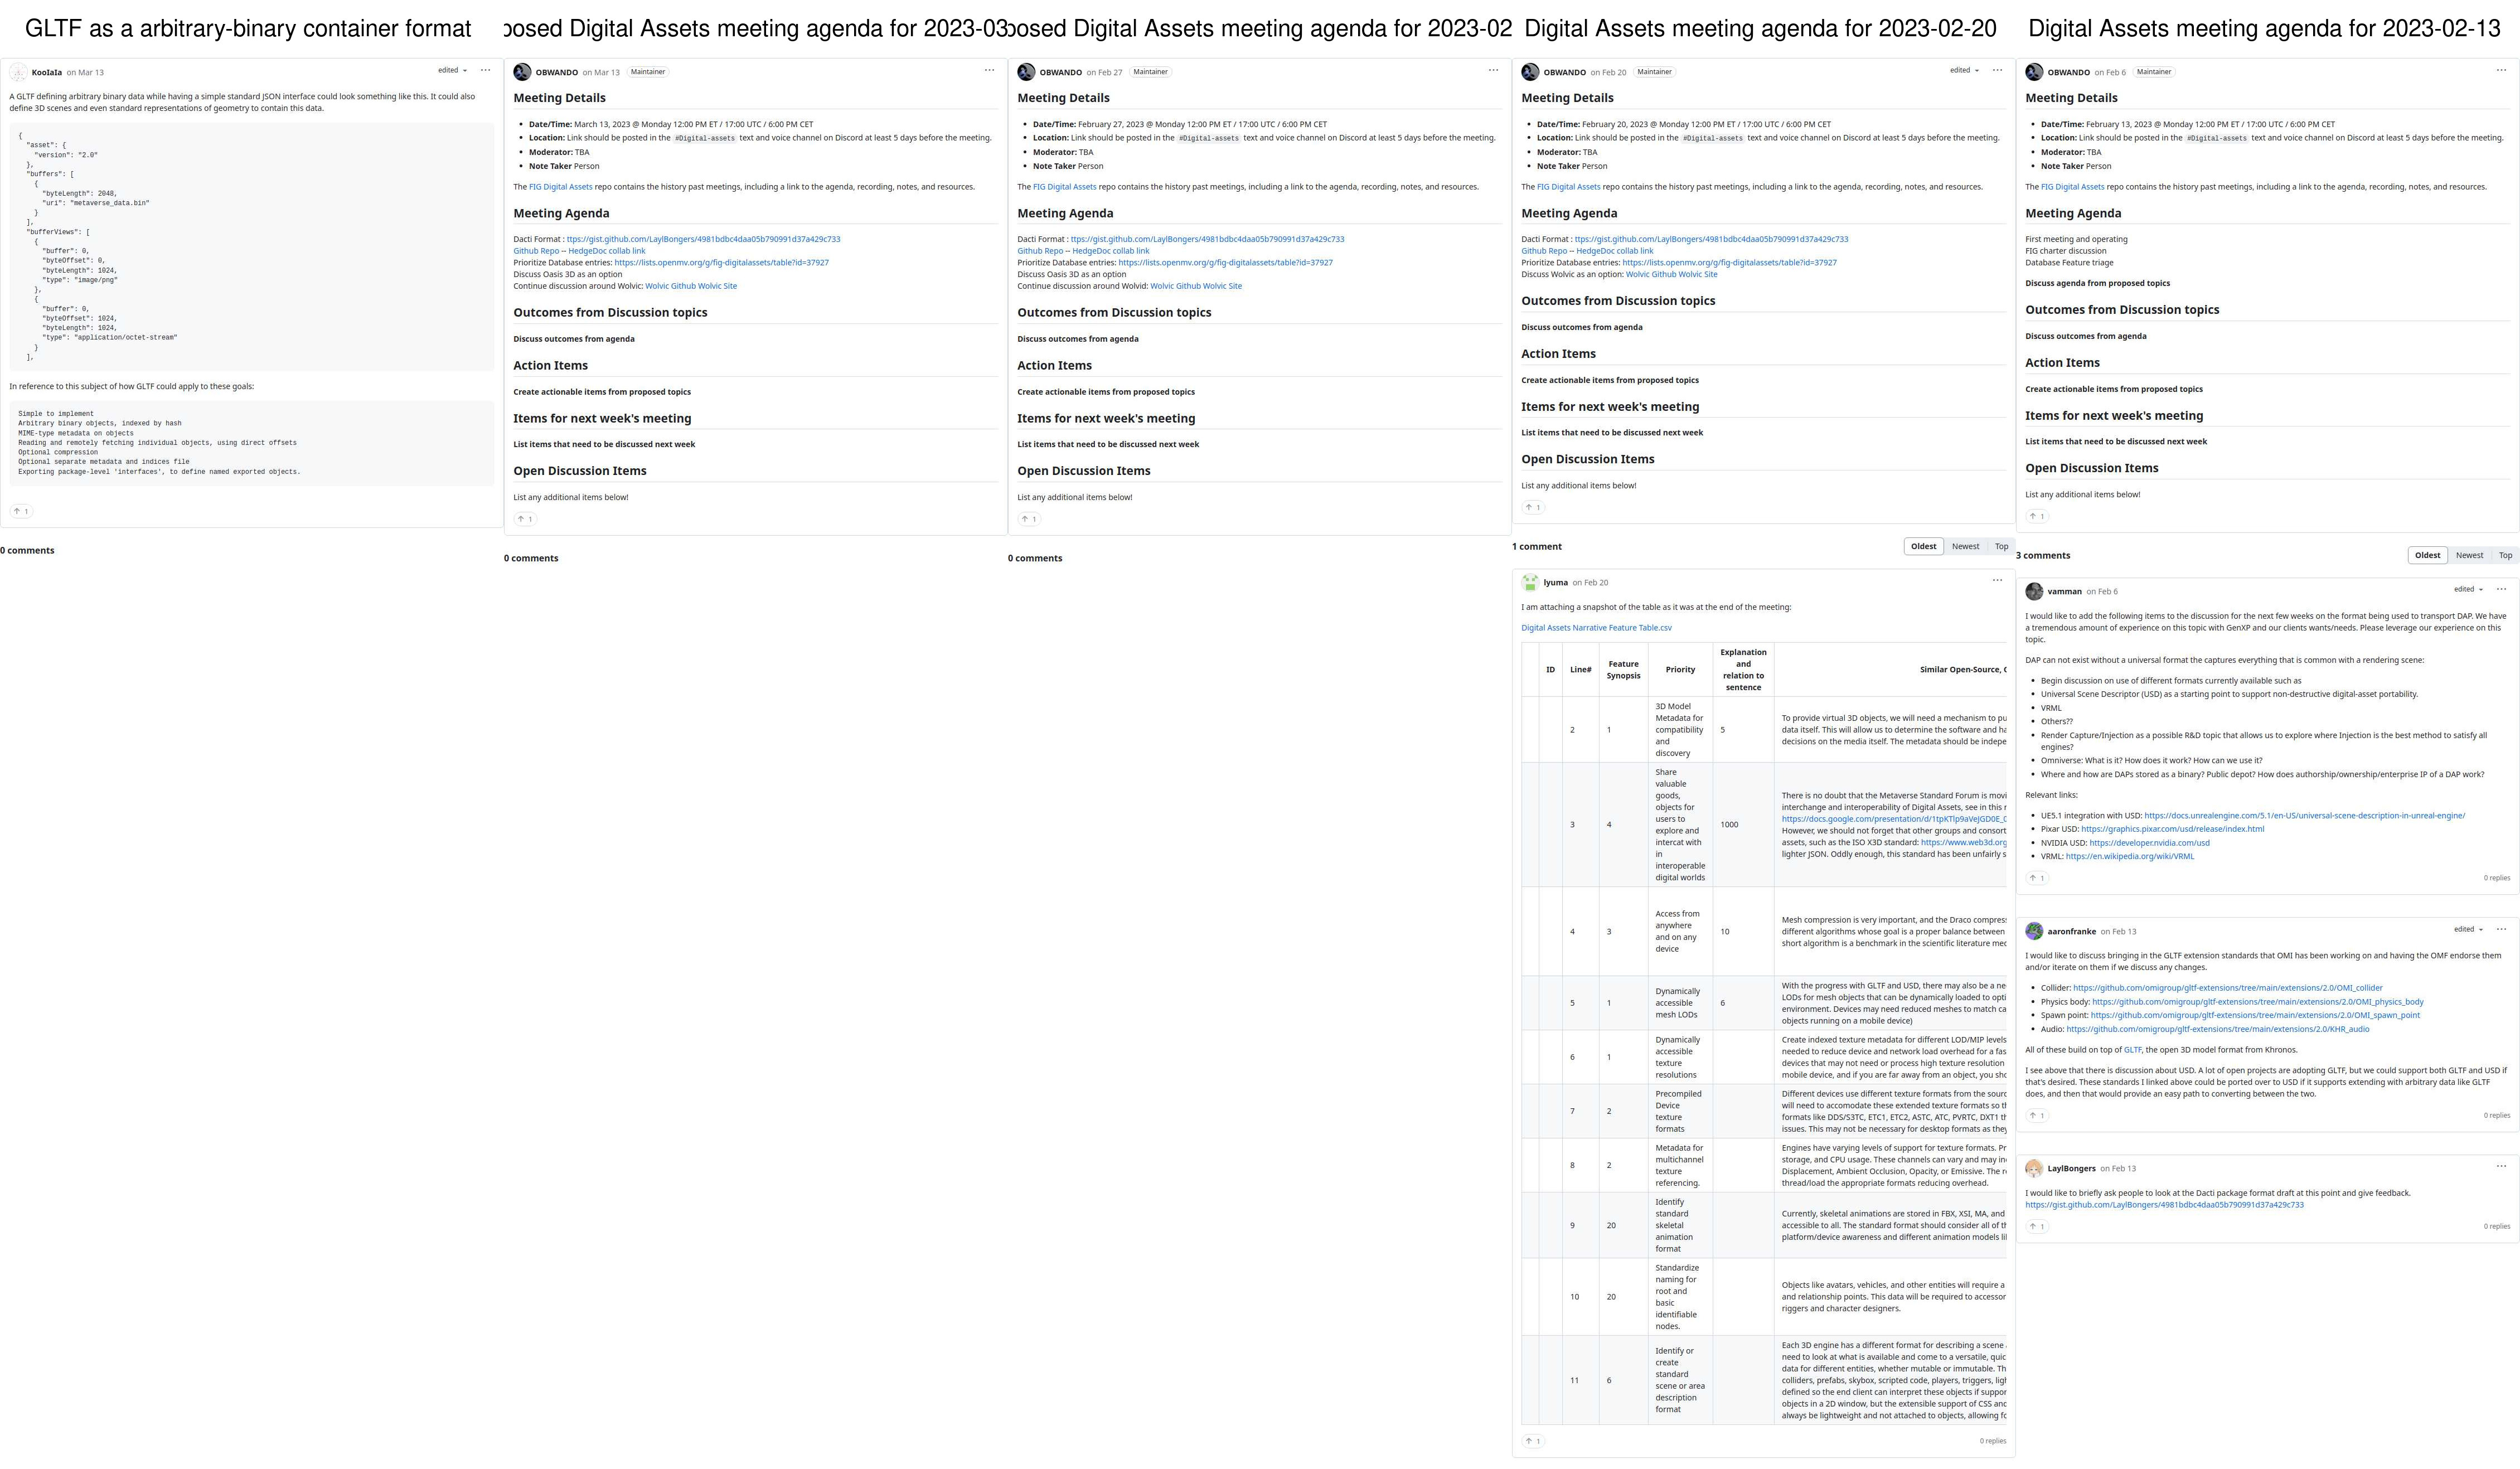 GLTF as a arbitrary-binary container format
KooIaIa on Mar 13
edited
A GLTF defining arbitrary binary data while having a simple standard JSON interface could look something like this. It could also
define 3D scenes and even standard representations of geometry to contain this data.
{
"asset": {
"version": "2.0"
},
"buffers": [
{
"byteLength": 2048,
"uri": "metaverse_data.bin"
}
],
"bufferViews": [
{
"buffer": 0,
"byteOffset": 0,
"byteLength": 1024,
"type": "image/png"
},
{
"buffer": 0,
"byteOffset": 1024,
"byteLength": 1024,
"type": "application/octet-stream"
}
],
In reference to this subject of how GLTF could apply to these goals:
Simple to implement
Arbitrary binary objects, indexed by hash
MIME-type metadata on objects
Reading and remotely fetching individual objects, using direct offsets
Optional compression
Optional separate metadata and indices file
Exporting package-level 'interfaces', to define named exported objects.
1
0 comments
posed Digital Assets meeting agenda for 2023-03
OBWANDO on Mar 13 Maintainer
Meeting Details
• Date/Time: March 13, 2023 @ Monday 12:00 PM ET / 17:00 UTC / 6:00 PM CET
• Location: Link should be posted in the #Digital-assets text and voice channel on Discord at least 5 days before the meeting.
• Moderator: TBA
• Note Taker Person
The FIG Digital Assets repo contains the history past meetings, including a link to the agenda, recording, notes, and resources.
Meeting Agenda
Dacti Format : ttps://gist.github.com/LaylBongers/4981bdbc4daa05b790991d37a429c733
Github Repo -- HedgeDoc collab link
Prioritize Database entries: https://lists.openmv.org/g/fig-digitalassets/table?id=37927
Discuss Oasis 3D as an option
Continue discussion around Wolvic: Wolvic Github Wolvic Site
Outcomes from Discussion topics
Discuss outcomes from agenda
Action Items
Create actionable items from proposed topics
Items for next week's meeting
List items that need to be discussed next week
Open Discussion Items
List any additional items below!
1
0 comments
posed Digital Assets meeting agenda for 2023-02
OBWANDO on Feb 27 Maintainer
Meeting Details
• Date/Time: February 27, 2023 @ Monday 12:00 PM ET / 17:00 UTC / 6:00 PM CET
• Location: Link should be posted in the #Digital-assets text and voice channel on Discord at least 5 days before the meeting.
• Moderator: TBA
• Note Taker Person
The FIG Digital Assets repo contains the history past meetings, including a link to the agenda, recording, notes, and resources.
Meeting Agenda
Dacti Format : ttps://gist.github.com/LaylBongers/4981bdbc4daa05b790991d37a429c733
Github Repo -- HedgeDoc collab link
Prioritize Database entries: https://lists.openmv.org/g/fig-digitalassets/table?id=37927
Discuss Oasis 3D as an option
Continue discussion around Wolvid: Wolvic Github Wolvic Site
Outcomes from Discussion topics
Discuss outcomes from agenda
Action Items
Create actionable items from proposed topics
Items for next week's meeting
List items that need to be discussed next week
Open Discussion Items
List any additional items below!
1
0 comments
Digital Assets meeting agenda for 2023-02-20
OBWANDO on Feb 20 Maintainer
edited
Meeting Details
• Date/Time: February 20, 2023 @ Monday 12:00 PM ET / 17:00 UTC / 6:00 PM CET
• Location: Link should be posted in the #Digital-assets text and voice channel on Discord at least 5 days before the meeting.
• Moderator: TBA
• Note Taker Person
The FIG Digital Assets repo contains the history past meetings, including a link to the agenda, recording, notes, and resources.
Meeting Agenda
Dacti Format : ttps://gist.github.com/LaylBongers/4981bdbc4daa05b790991d37a429c733
Github Repo -- HedgeDoc collab link
Prioritize Database entries: https://lists.openmv.org/g/fig-digitalassets/table?id=37927
Discuss Wolvic as an option: Wolvic Github Wolvic Site
Outcomes from Discussion topics
Discuss outcomes from agenda
Action Items
Create actionable items from proposed topics
Items for next week's meeting
List items that need to be discussed next week
Open Discussion Items
List any additional items below!
1
1 comment
Oldest Newest Top
lyuma on Feb 20
I am attaching a snapshot of the table as it was at the end of the meeting:
Digital Assets Narrative Feature Table.csv
ID
Line#
Feature
Synopsis
Priority
Explanation
and
relation to
sentence
Similar Open-Source,
2
1
3D Model
Metadata for
compatibility
and
discovery
5
To provide virtual 3D objects, we will need a mechanism to pu
data itself. This will allow us to determine the software and ha
decisions on the media itself. The metadata should be indepe
3
4
Share
valuable
goods,
objects for
users to
explore and
intercat with
in
interoperable
digital worlds
1000
There is no doubt that the Metaverse Standard Forum is movi
interchange and interoperability of Digital Assets, see in this r
https://docs.google.com/presentation/d/1tpKTlp9aVeJGD0E_0
However, we should not forget that other groups and consort
assets, such as the ISO X3D standard: https://www.web3d.org
lighter JSON. Oddly enough, this standard has been unfairly s
4
3
Access from
anywhere
and on any
device
10
Mesh compression is very important, and the Draco compress
different algorithms whose goal is a proper balance between
short algorithm is a benchmark in the scientific literature mec
5
1
Dynamically
accessible
mesh LODs
6
With the progress with GLTF and USD, there may also be a ne
LODs for mesh objects that can be dynamically loaded to opti
environment. Devices may need reduced meshes to match ca
objects running on a mobile device)
6
1
Dynamically
accessible
texture
resolutions
Create indexed texture metadata for different LOD/MIP levels
needed to reduce device and network load overhead for a fas
devices that may not need or process high texture resolution
mobile device, and if you are far away from an object, you sho
7
2
Precompiled
Device
texture
formats
Different devices use different texture formats from the sourc
will need to accomodate these extended texture formats so th
formats like DDS/S3TC, ETC1, ETC2, ASTC, ATC, PVRTC, DXT1 th
issues. This may not be necessary for desktop formats as they
8
2
Metadata for
multichannel
texture
referencing.
Engines have varying levels of support for texture formats. Pr
storage, and CPU usage. These channels can vary and may in
Displacement, Ambient Occlusion, Opacity, or Emissive. The re
thread/load the appropriate formats reducing overhead.
9
20
Identify
standard
skeletal
animation
format
Currently, skeletal animations are stored in FBX, XSI, MA, and
accessible to all. The standard format should consider all of th
platform/device awareness and different animation models li
10
20
Standardize
naming for
root and
basic
identifiable
nodes.
Objects like avatars, vehicles, and other entities will require a
and relationship points. This data will be required to accessor
riggers and character designers.
11
6
Identify or
create
standard
scene or area
description
format
Each 3D engine has a different format for describing a scene
need to look at what is available and come to a versatile, quic
data for different entities, whether mutable or immutable. Th
colliders, prefabs, skybox, scripted code, players, triggers, ligh
defined so the end client can interpret these objects if suppor
objects in a 2D window, but the extensible support of CSS and
always be lightweight and not attached to objects, allowing fo
1
0 replies
Digital Assets meeting agenda for 2023-02-13
OBWANDO on Feb 6 Maintainer
Meeting Details
• Date/Time: February 13, 2023 @ Monday 12:00 PM ET / 17:00 UTC / 6:00 PM CET
• Location: Link should be posted in the #Digital-assets text and voice channel on Discord at least 5 days before the meeting.
• Moderator: TBA
• Note Taker Person
The FIG Digital Assets repo contains the history past meetings, including a link to the agenda, recording, notes, and resources.
Meeting Agenda
First meeting and operating
FIG charter discussion
Database Feature triage
Discuss agenda from proposed topics
Outcomes from Discussion topics
Discuss outcomes from agenda
Action Items
Create actionable items from proposed topics
Items for next week's meeting
List items that need to be discussed next week
Open Discussion Items
List any additional items below!
1
3 comments
Oldest Newest Top
vamman on Feb 6
edited
I would like to add the following items to the discussion for the next few weeks on the format being used to transport DAP. We have
a tremendous amount of experience on this topic with GenXP and our clients wants/needs. Please leverage our experience on this
topic.
DAP can not exist without a universal format the captures everything that is common with a rendering scene:
• Begin discussion on use of different formats currently available such as
• Universal Scene Descriptor (USD) as a starting point to support non-destructive digital-asset portability.
• VRML
• Others??
• Render Capture/Injection as a possible R&D topic that allows us to explore where Injection is the best method to satisfy all
engines?
• Omniverse: What is it? How does it work? How can we use it?
• Where and how are DAPs stored as a binary? Public depot? How does authorship/ownership/enterprise IP of a DAP work?
Relevant links:
• UE5.1 integration with USD: https://docs.unrealengine.com/5.1/en-US/universal-scene-description-in-unreal-engine/
• Pixar USD: https://graphics.pixar.com/usd/release/index.html
• NVIDIA USD: https://developer.nvidia.com/usd
• VRML: https://en.wikipedia.org/wiki/VRML
1
0 replies
aaronfranke on Feb 13
edited
I would like to discuss bringing in the GLTF extension standards that OMI has been working on and having the OMF endorse them
and/or iterate on them if we discuss any changes.
• Collider: https://github.com/omigroup/gltf-extensions/tree/main/extensions/2.0/OMI_collider
• Physics body: https://github.com/omigroup/gltf-extensions/tree/main/extensions/2.0/OMI_physics_body
• Spawn point: https://github.com/omigroup/gltf-extensions/tree/main/extensions/2.0/OMI_spawn_point
• Audio: https://github.com/omigroup/gltf-extensions/tree/main/extensions/2.0/KHR_audio
All of these build on top of GLTF, the open 3D model format from Khronos.
I see above that there is discussion about USD. A lot of open projects are adopting GLTF, but we could support both GLTF and USD if
that's desired. These standards I linked above could be ported over to USD if it supports extending with arbitrary data like GLTF
does, and then that would provide an easy path to converting between the two.
1
0 replies
LaylBongers on Feb 13
I would like to briefly ask people to look at the Dacti package format draft at this point and give feedback.
https://gist.github.com/LaylBongers/4981bdbc4daa05b790991d37a429c733
1
0 replies